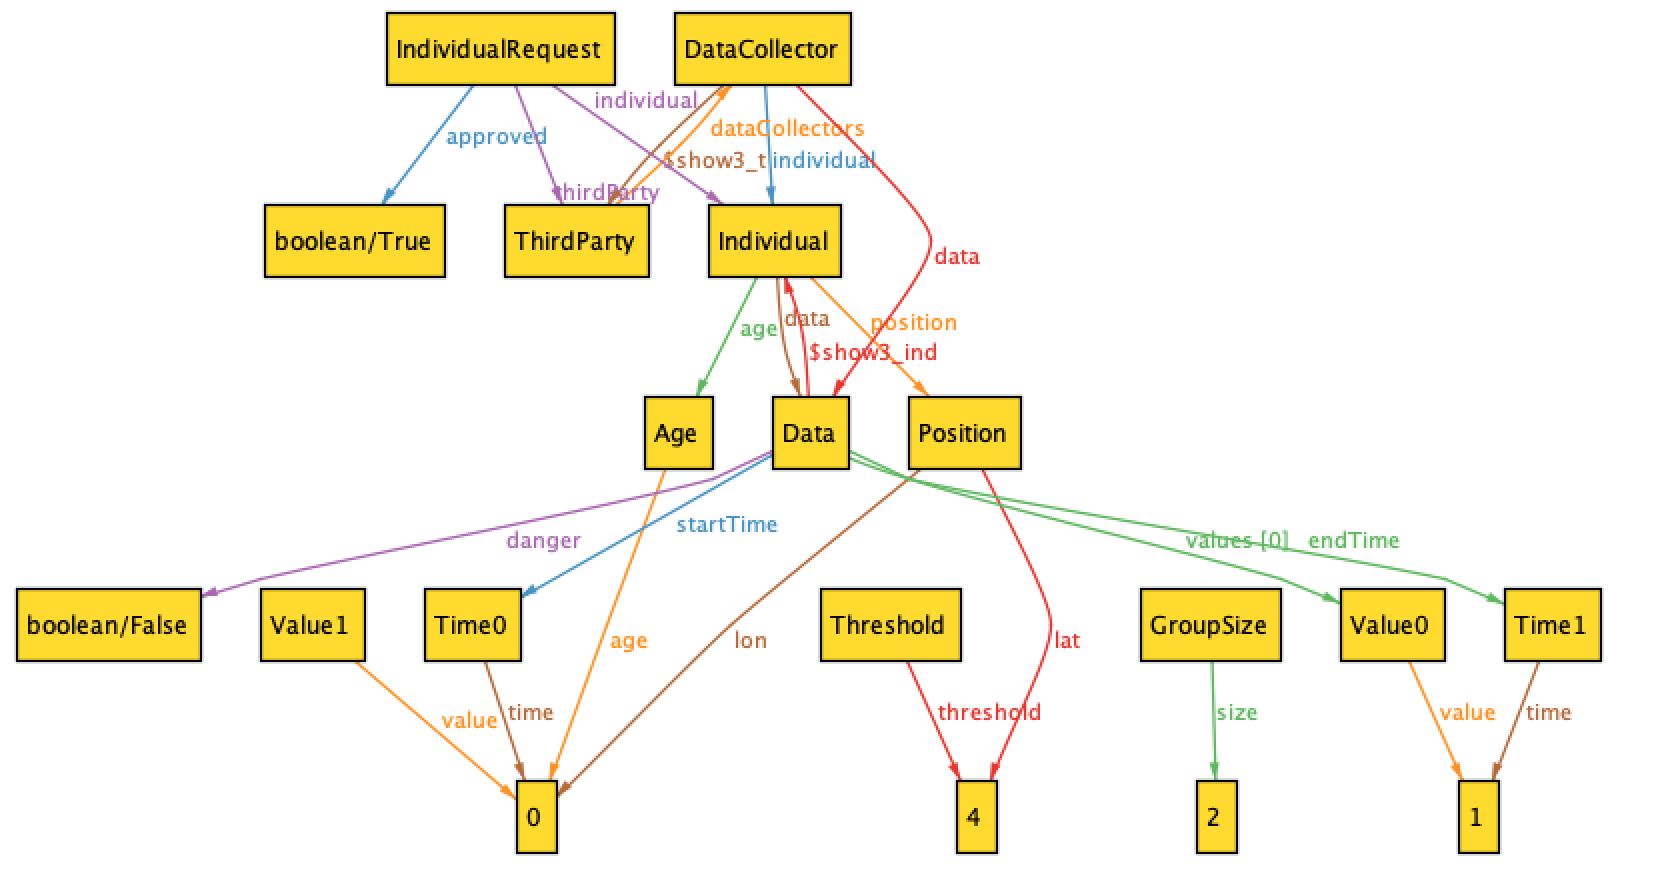 IndividualRequest
DataCollector
individual
approved
dataCollectors
$show3_t
individual
thirdParty
boolean/True
ThirdParty
Individual
data
age
data
position
$show3_ind
Age
Data
Position
danger
startTime
values [0]
endTime
boolean/False
Value1
Time0
Threshold
GroupSize
Value0
Time1
age
lon
lat
value
time
threshold
size
value
time
0
4
2
1